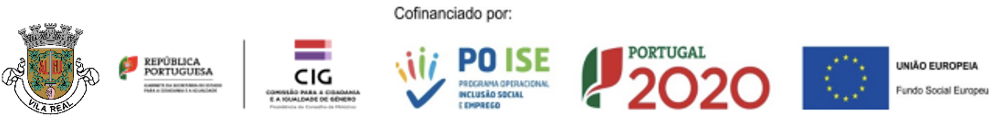 Cofinanciado por:
ALEU
VILA REAL
REPÚBLICA
PORTUGUESA
GABINETE DA SECRETÁRIA DE ESTADO
PARA A CIDADANIA E A IGUALDADE
CIG
COMISSÃO PARA A CIDADANIA
E A IGUALDADE DE GÉNERO
Presidência do Conselho de Ministros
PO ISE
PROGRAMA OPERACIONAL
INCLUSÃO SOCIAL
E EMPREGO
PORTUGAL
2020
UNIÃO EUROPEIA
Fundo Social Europeu